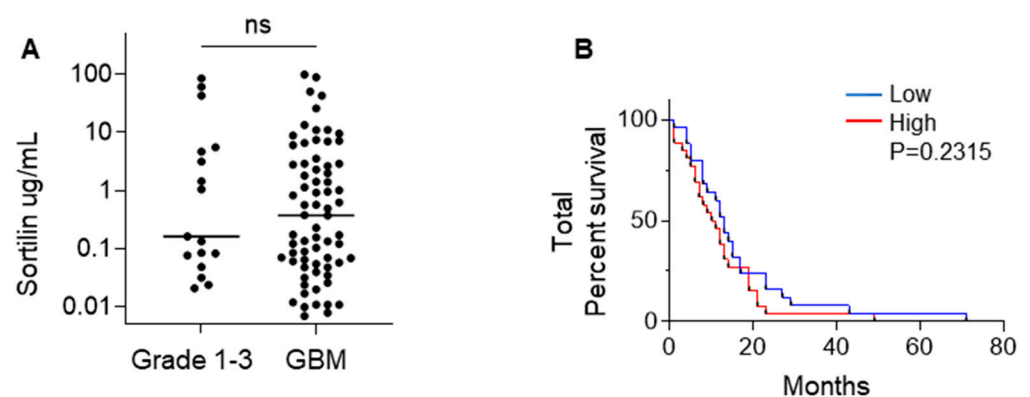 A
ns
Sortilin ug/mL
100
10
1
0.1
0.01
Grade 1-3
GBM
B
Low
High
P=0.2315
Total
Percent survival
100
50
0
0
20
40
60
80
Months